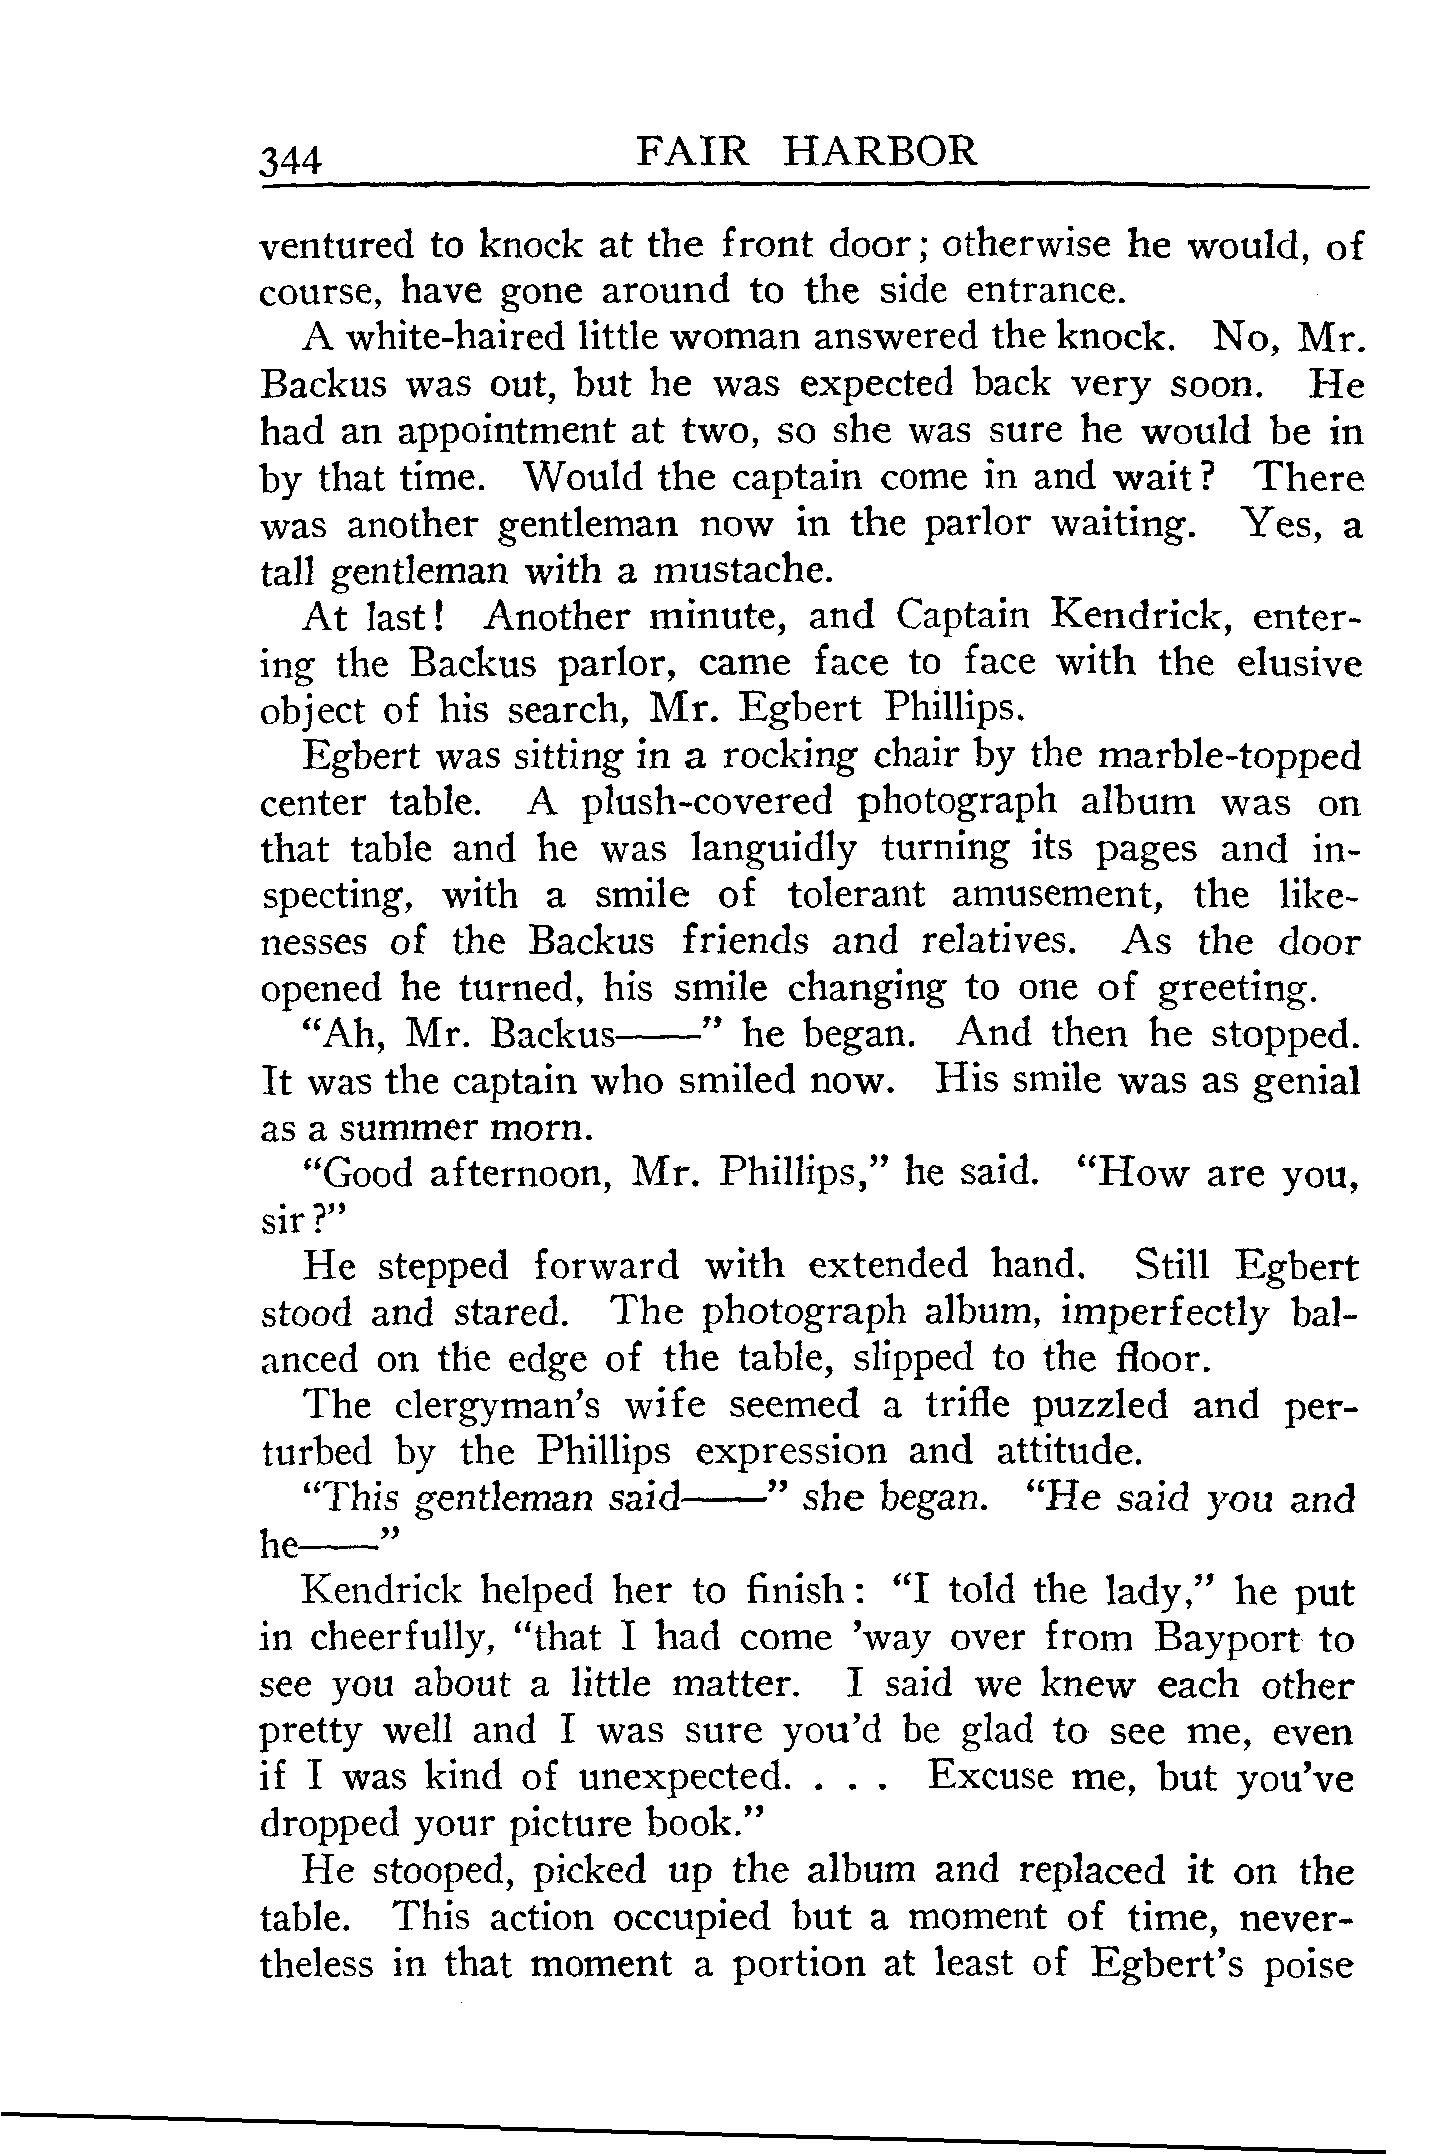 344 FAIR HARBOR
ventured to knock at the front door; otherwise he would, of
course, have gone around to the side entrance.
A white-haired little woman answered the knock. No, Mr.
Backus was out, but he was expected back very soon. He
had an appointment at two, so she was sure he would be in
by that time. Would the captain come in and wait? There
was another gentleman now in the parlor waiting. Yes, a
tall gentleman with a mustache.
At last! Another minute, and Captain Kendrick, enter-
ing the Backus parlor, came face to face with the elusive
object of his search, Mr. Egbert Phillips.
Egbert was sitting in a rocking chair by the marble-topped
center table. A plush-covered photograph album was on
that table and he was languidly turning its pages and in-
specting, with a smile of tolerant amusement, the like-
nesses of the Backus friends and relatives. As the door
opened he turned, his smile changing to one of greeting.
“Ah, Mr. Backus——” he began. And then he stopped.
It was the captain who smiled now. His smile was as genial
as a summer morn.
“Good afternoon, Mr. Phillips,” he said. “How are you,
sir?”
He stepped forward with extended hand. Still Egbert
stood and stared. The photograph album, imperfectly bal-
anced on the edge of the table, slipped to the floor.
The clergyman’s wife seemed a trifle puzzled and per-
turbed by the Phillips expression and attitude.
“This gentleman said——” she began. “He said you and
he——”
Kendrick helped her to finish: “I told the lady,” he put
in cheerfully, “that I had come ’way over from Bayport to
see you about a little matter. I said we knew each other
pretty well and I was sure you’d be glad to see me, even
if I was kind of unexpected. . . . Excuse me, but you’ve
dropped your picture book.”
He stooped, picked up the album and replaced it on the
table. This action occupied but a moment of time, never-
theless in that moment a portion at least of Egbert’s poise